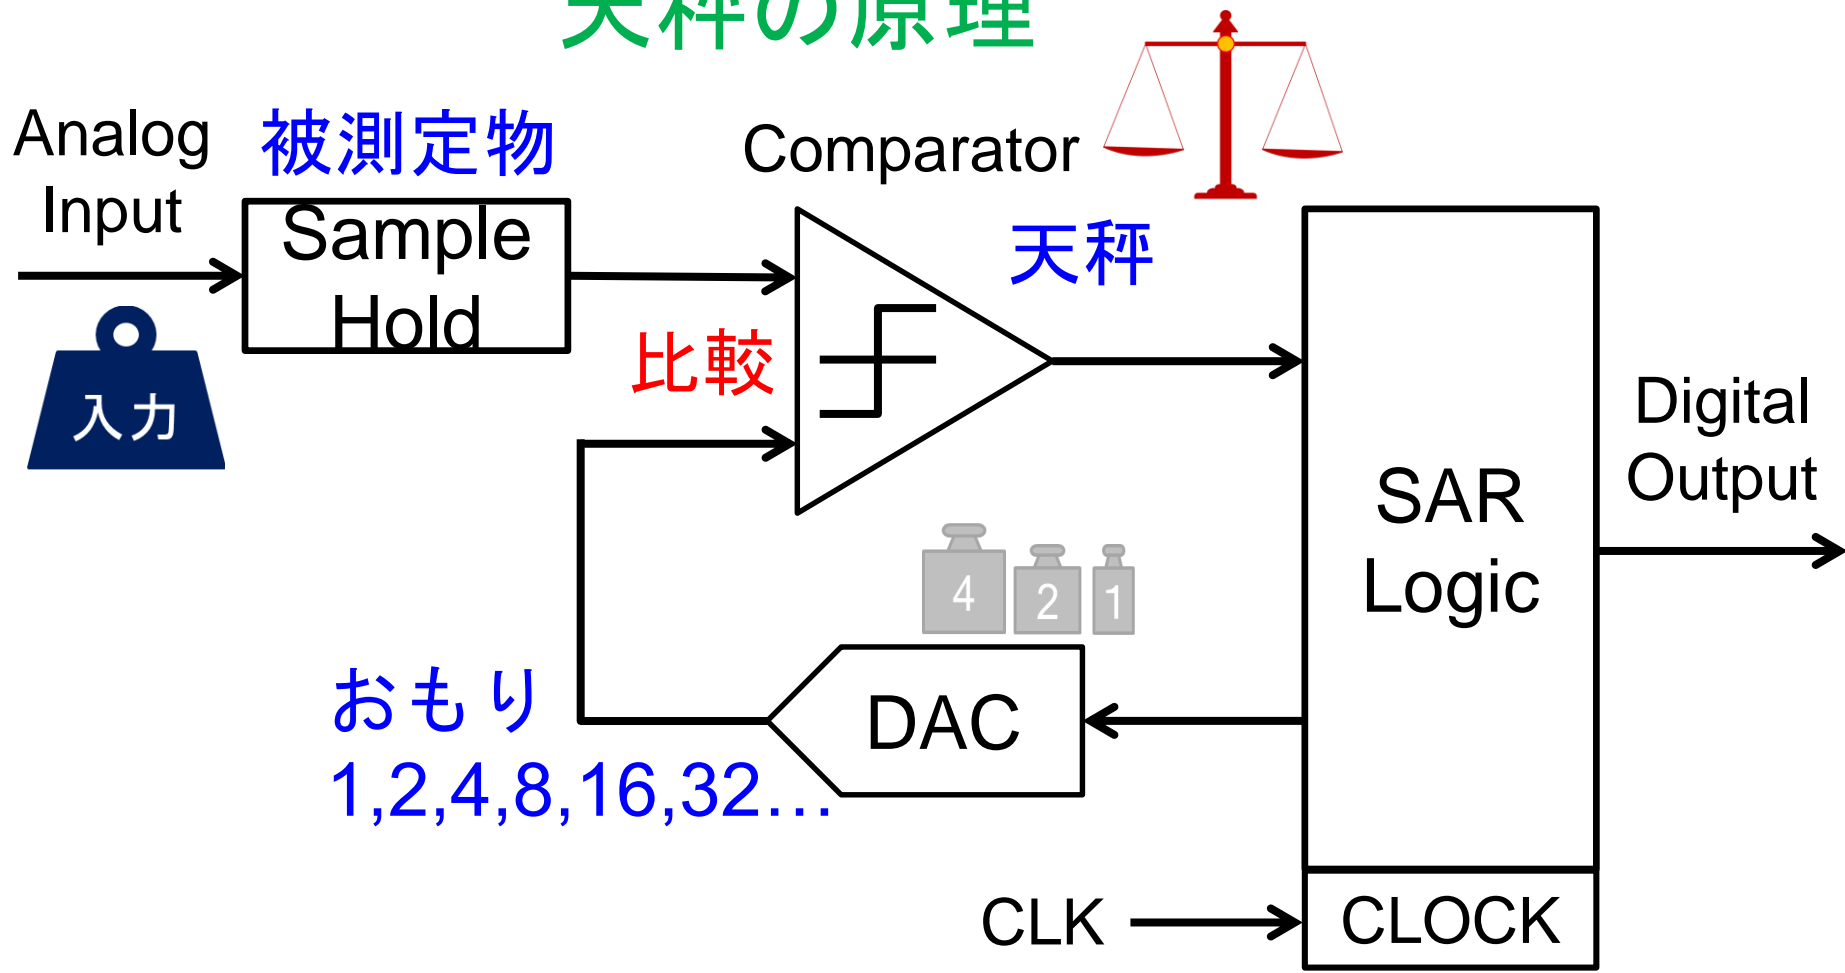 天秤の原理
Analog
Input
被測定物
Sample
Hold
入力
Comparator
天秤
比較
SAR
Logic
Digital
Output
4
2
1
DAC
おもり
1,2,4,8,16,32…
CLK
CLOCK